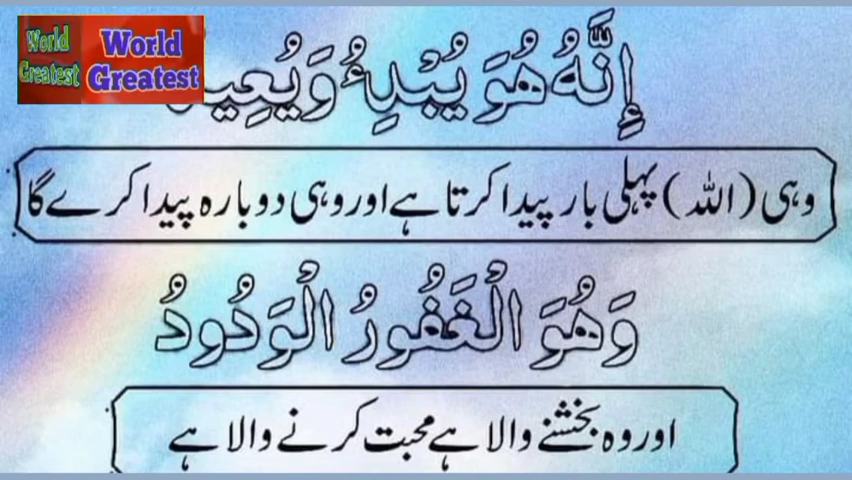 World
Greatest
World
Greatest
إِنَّهُ هُوَ يُبْدِئُ وَيُعِيدُ
وہی (اللہ) پہلی بار پیدا کرتا ہے اور وہی دوبارہ پیدا کرے گا
وَهُوَ الْغَفُورُ الْوَدُودُ
اور وہ بخشنے والا ہے محبت کرنے والا ہے